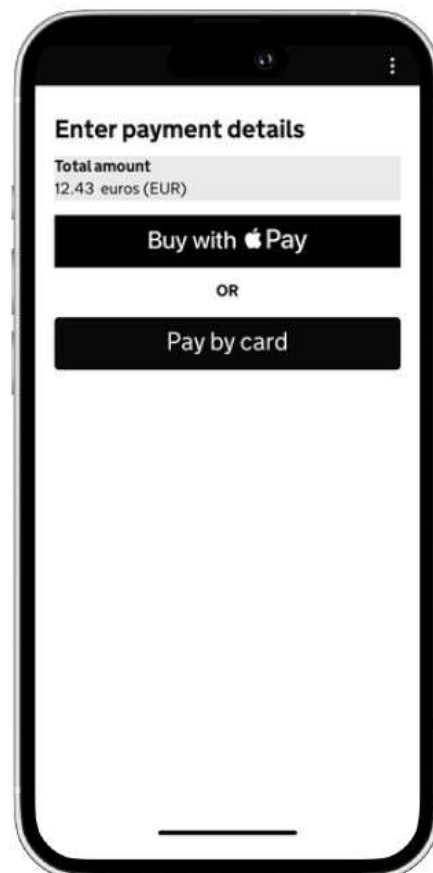 Enter payment details
Total amount
12.43 euros (EUR)
Buy with Pay
OR
Pay by card